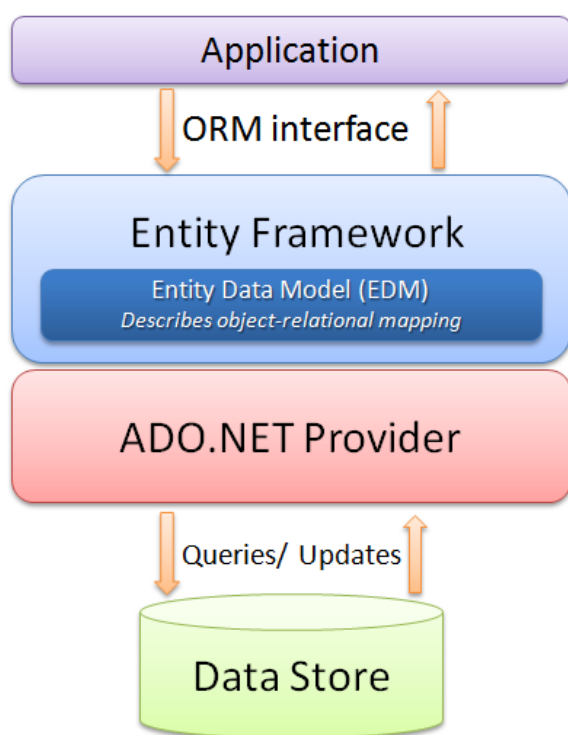 Application
ORM interface
Entity Framework
Entity Data Model (EDM)
Describes object-relational mapping
ADO.NET Provider
Queries/ Updates
Data Store